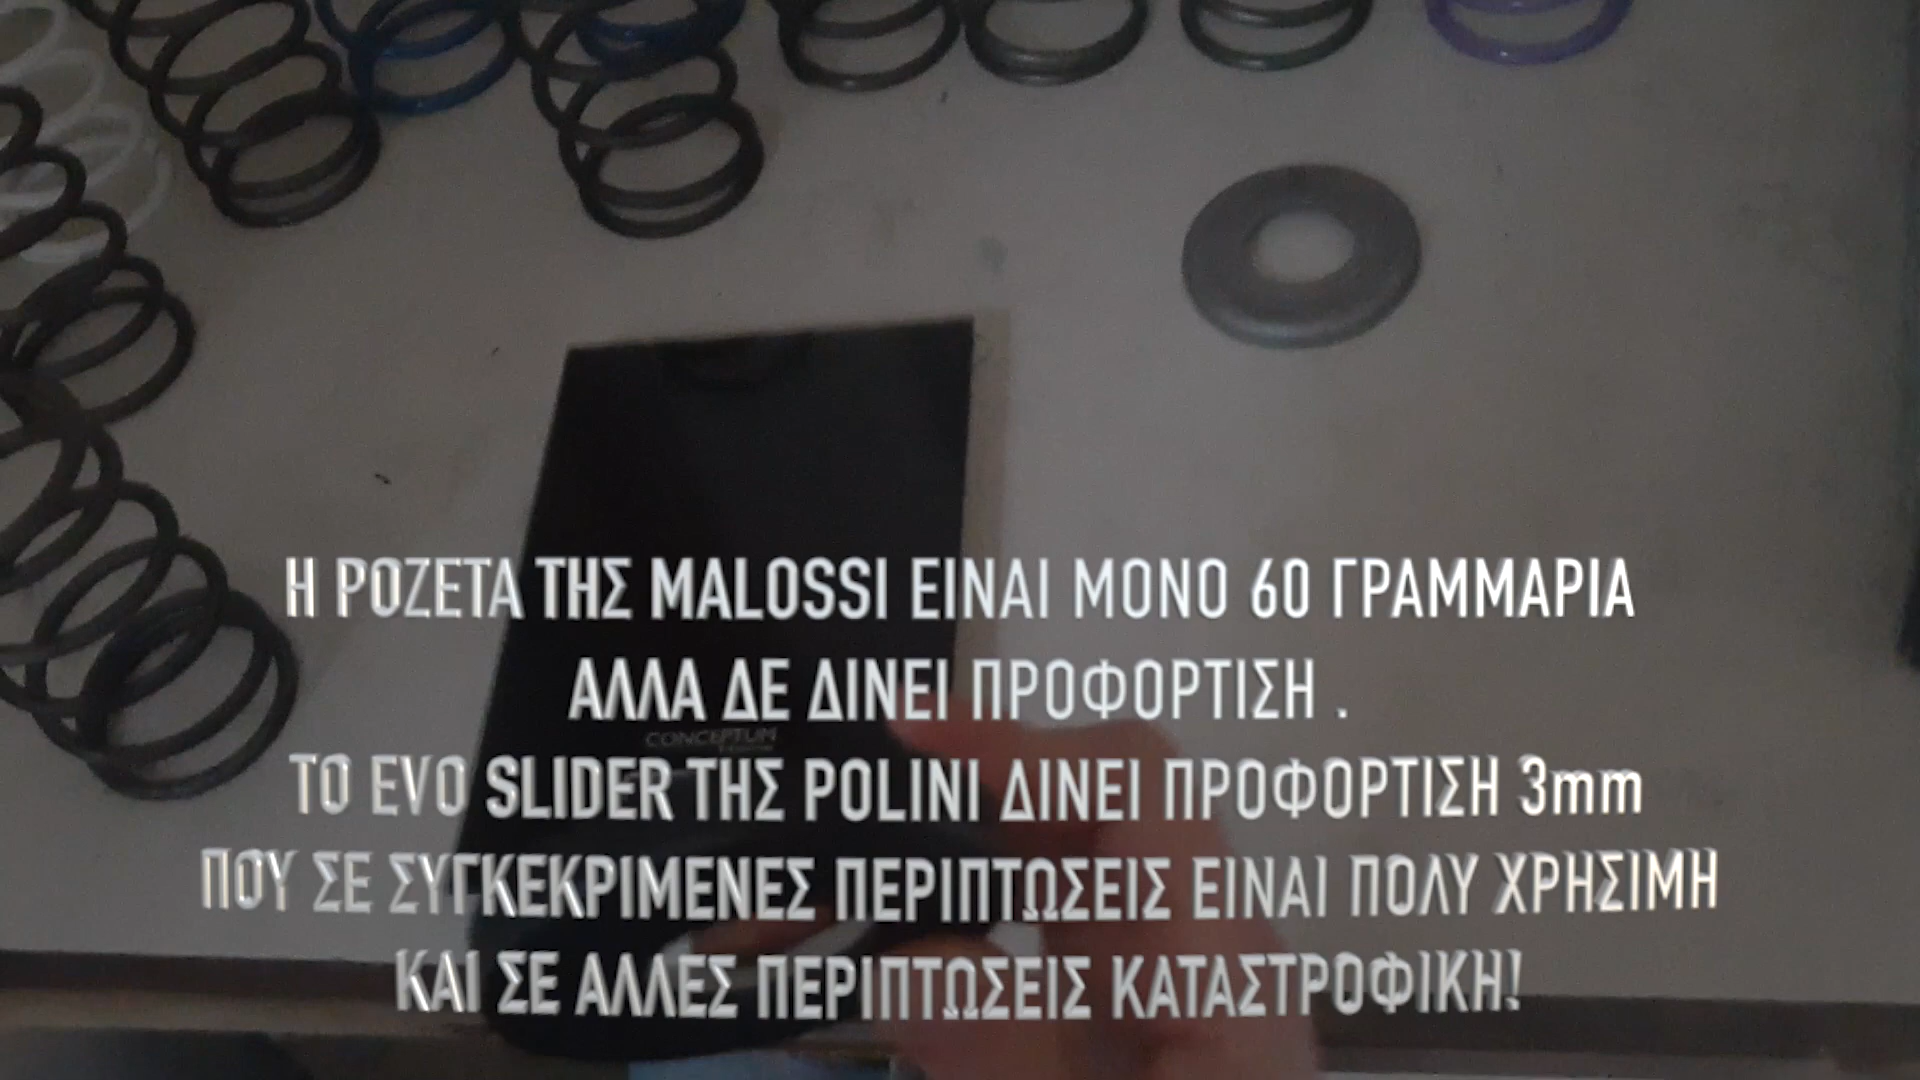 Η ΡΟΖΕΤΑ ΤΗΣ MALOSSI ΕΙΝΑΙ ΜΟΝΟ 60 ΓΡΑΜΜΑΡΙΑ
ΑΛΛΑ ΔΕ ΔΙΝΕΙ ΠΡΟΦΟΡΤΙΣΗ .
CONCEPTUM
ΤΟ EVO SLIDER ΤΗΣ POLINI ΔΙΝΕΙ ΠΡΟΦΟΡΤΙΣΗ 3mm
ΠΟΥ ΣΕ ΣΥΓΚΕΚΡΙΜΕΝΕΣ ΠΕΡΙΠΤΩΣΕΙΣ ΕΙΝΑΙ ΠΟΛΥ ΧΡΗΣΙΜΗ
ΚΑΙ ΣΕ ΑΛΛΕΣ ΠΕΡΙΠΤΩΣΕΙΣ ΚΑΤΑΣΤΡΟΦΙΚΗ!